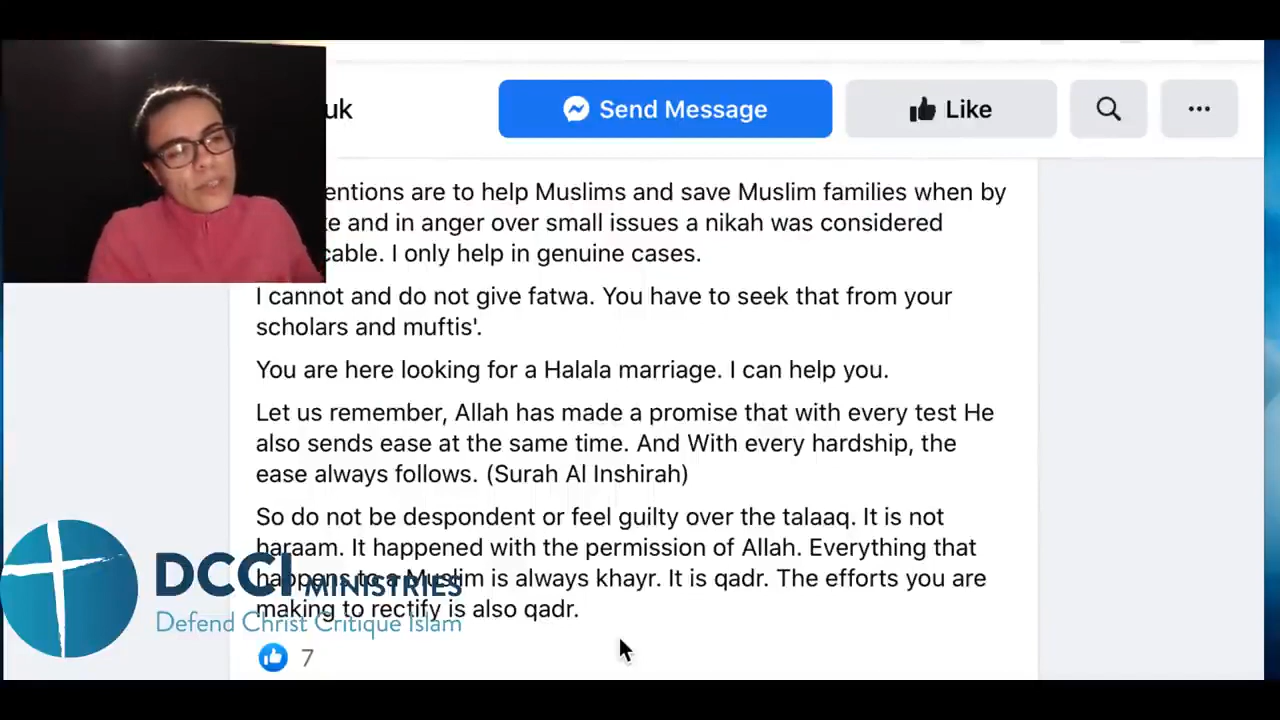 uk
Send Message
Like
entions are to help Muslims and save Muslim families when by
e and in anger over small issues a nikah was considered
cable. I only help in genuine cases.
I cannot and do not give fatwa. You have to seek that from your
scholars and muftis'.
You are here looking for a Halala marriage. I can help you.
Let us remember, Allah has made a promise that with every test He
also sends ease at the same time. And With every hardship, the
ease always follows. (Surah Al Inshirah)
So do not be despondent or feel guilty over the talaaq. It is not
haraam. It happened with the permission of Allah. Everything that
happens to a Muslim is always khayr. It is qadr. The efforts you are
making to rectify is also qadr.
7
DCCI MINISTRIES
Defend Christ Critique Islam